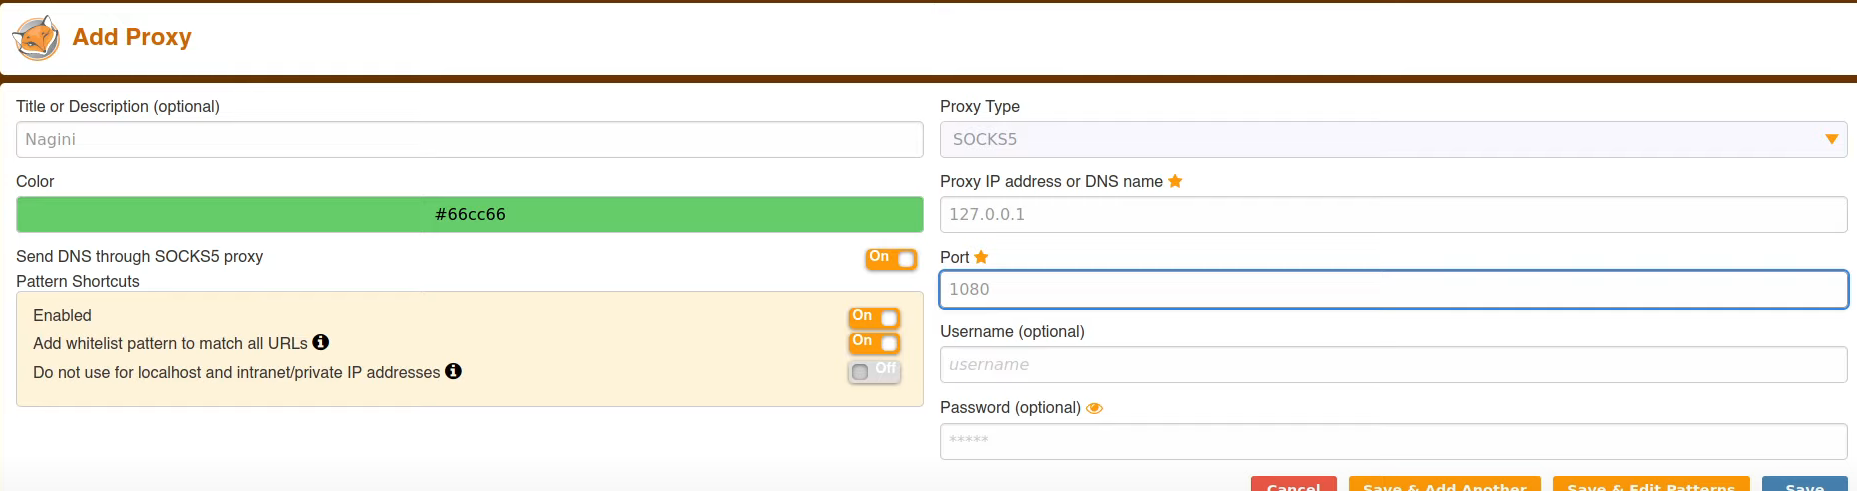 Add Proxy
Title or Description (optional)
Nagini
Color
#66cc66
Send DNS through SOCKS5 proxy
On
Pattern Shortcuts
Enabled
On
Add whitelist pattern to match all URLs
On
Do not use for localhost and intranet/private IP addresses
Off
Proxy Type
SOCKS5
Proxy IP address or DNS name
127.0.0.1
Port
1080
Username (optional)
username
Password (optional)
*****
Cancel
Save & Add Another
Save & Edit Patterns
Save